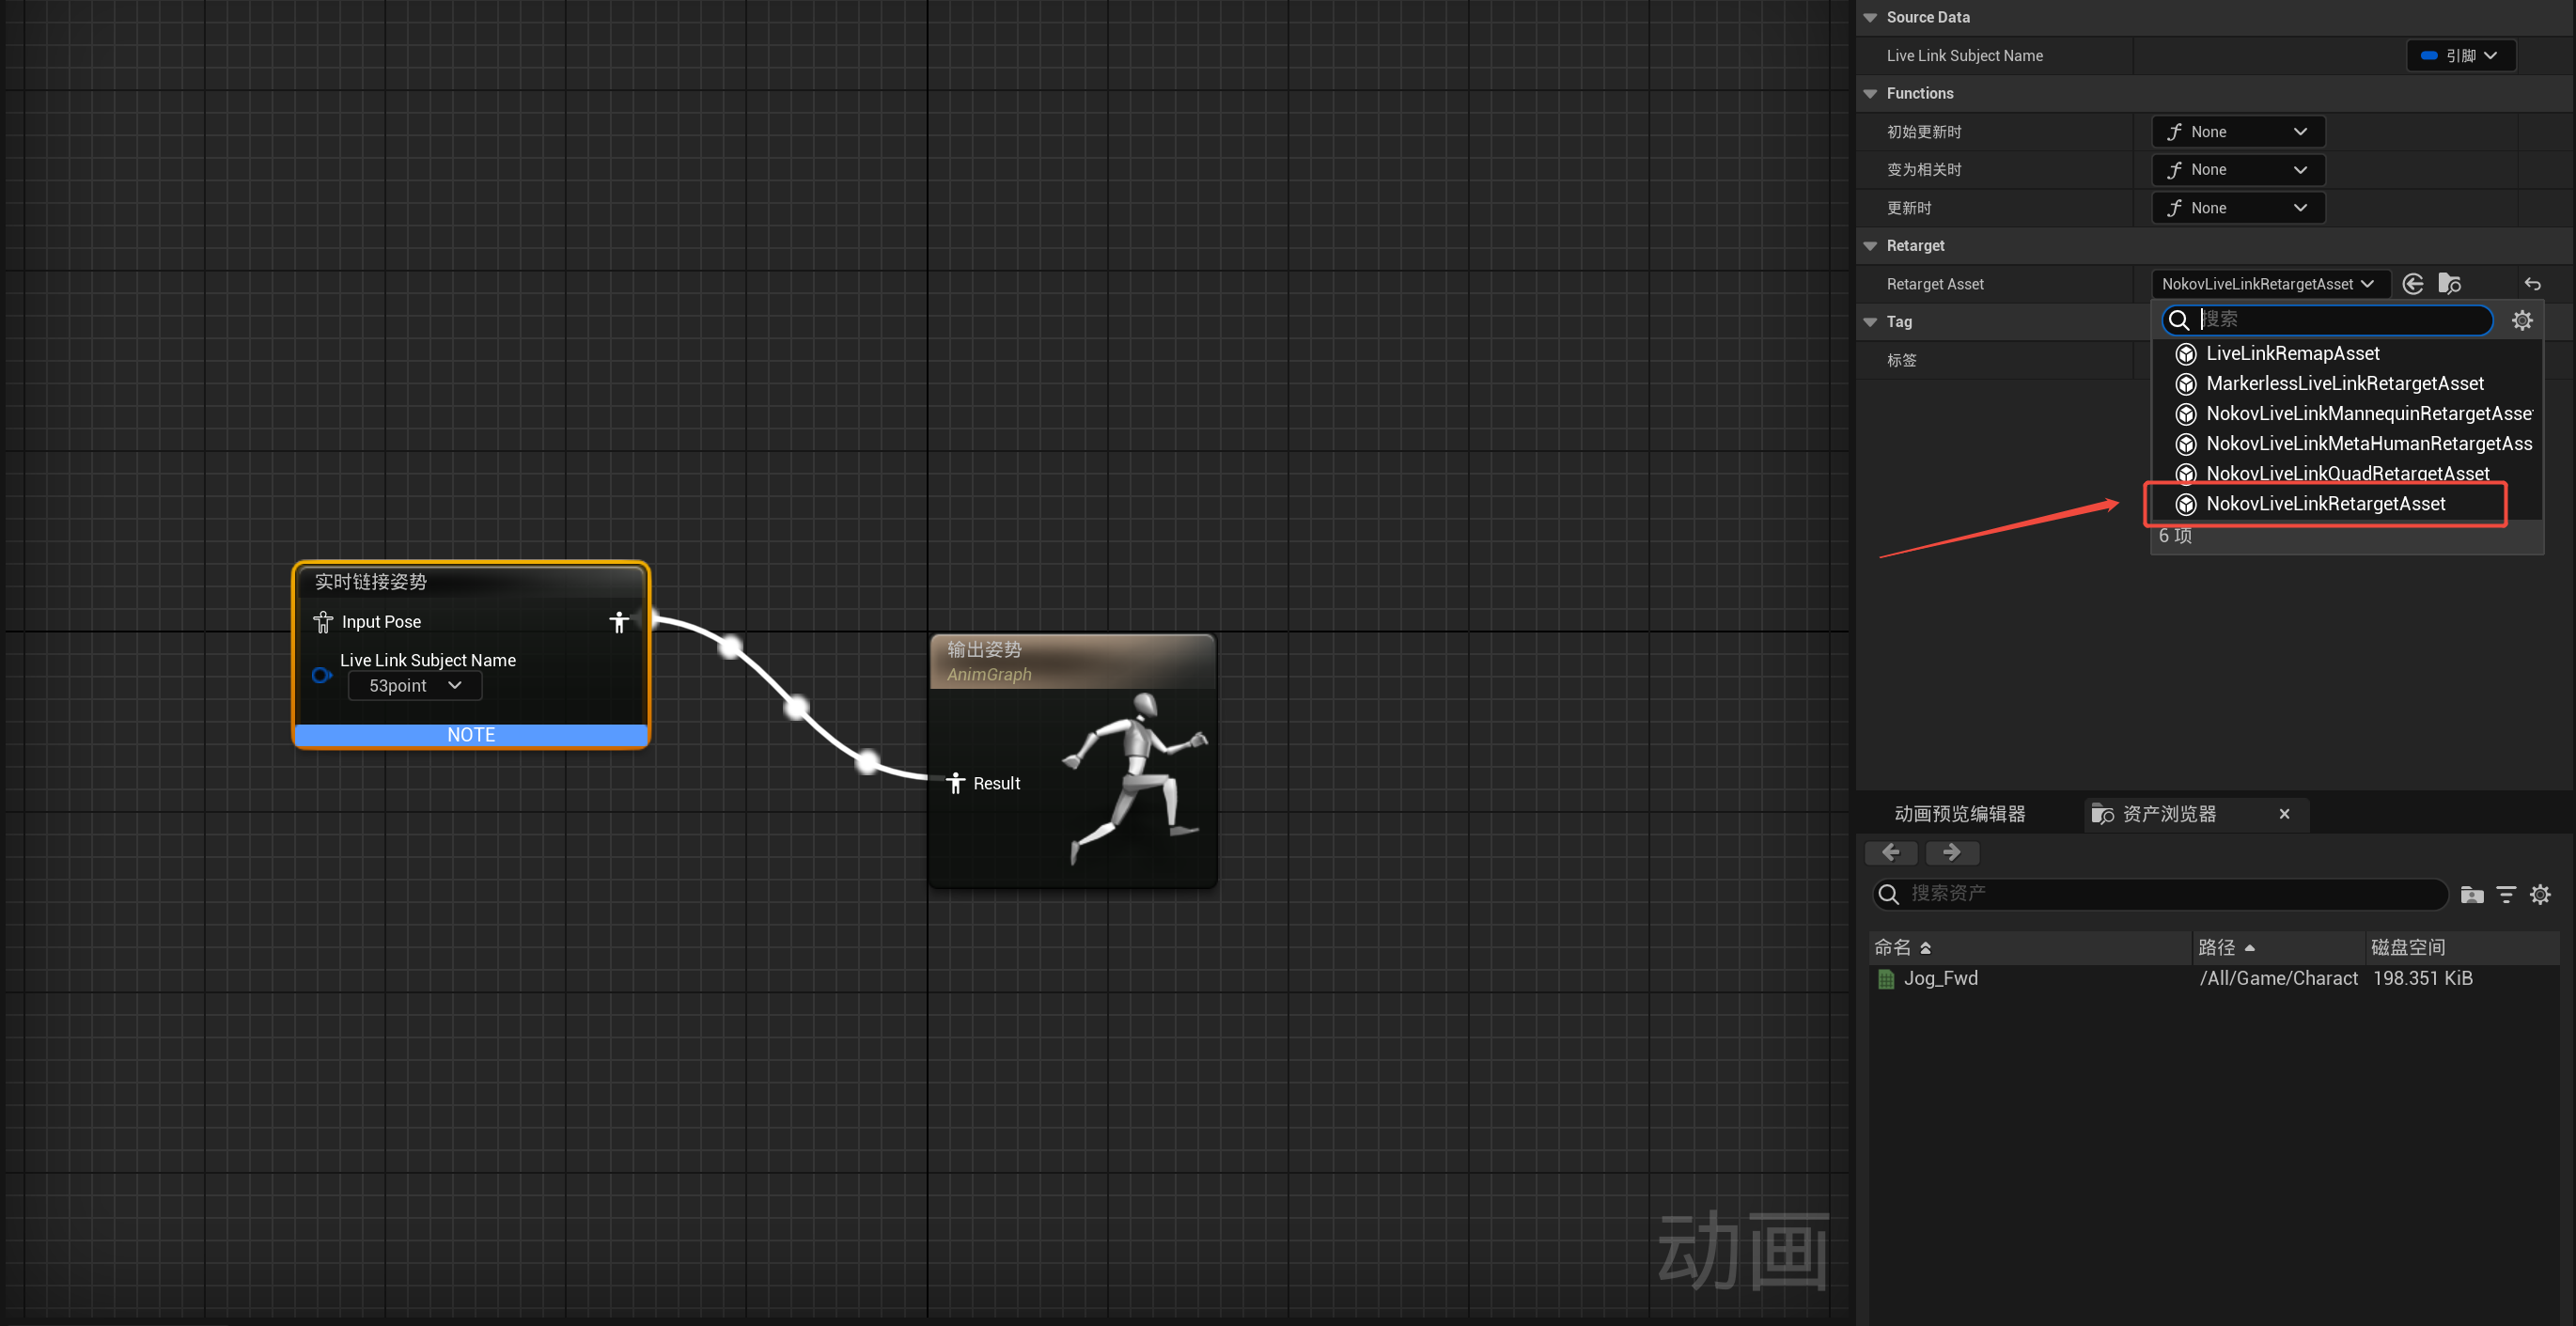 Source Data
Live Link Subject Name
引脚
Functions
初始更新时
None
变为相关时
None
更新时
None
Retarget
Retarget Asset
NokovLiveLinkRetargetAsset
Tag
搜索
标签
LiveLinkRemapAsset
MarkerlessLiveLinkRetargetAsset
NokovLiveLinkMannequinRetargetAsse
NokovLiveLinkMetaHumanRetargetAss
NokovLiveLinkQuadRetargetAsset
NokovLiveLinkRetargetAsset
6 项
实时链接姿势
Input Pose
Live Link Subject Name
53point
NOTE
输出姿势
AnimGraph
Result
动画
动画预览编辑器
资产浏览器
搜索资产
命名
路径
磁盘空间
Jog_Fwd
/All/Game/Charact
198.351 KiB